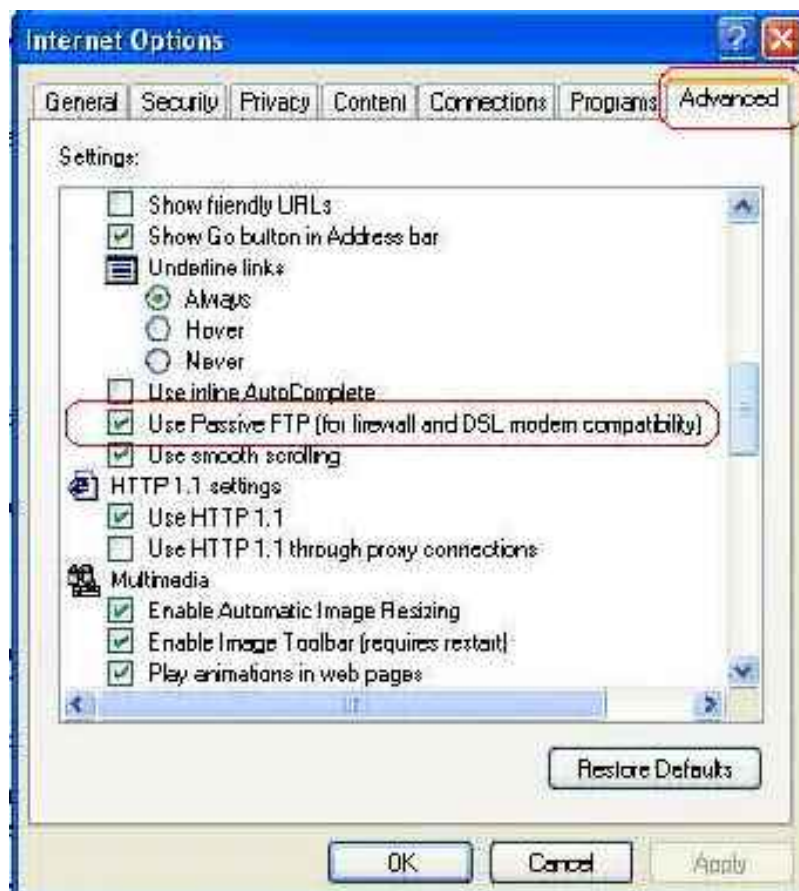 Internet Options
General Security Privacy Content Connections Programs Advanced
Settings:
Show friendly URLs
Show Go button in Address bar
Underline links
Always
Hover
Never
Use inline AutoComplete
Use Passive FTP (for firewall and DSL modem compatibility)
Use smooth scrolling
HTTP 1.1 settings
Use HTTP 1.1
Use HTTP 1.1 through proxy connections
Multimedia
Enable Automatic Image Resizing
Enable Image Toolbar (requires restart)
Play animations in web pages
Restore Defaults
OK Cancel Apply